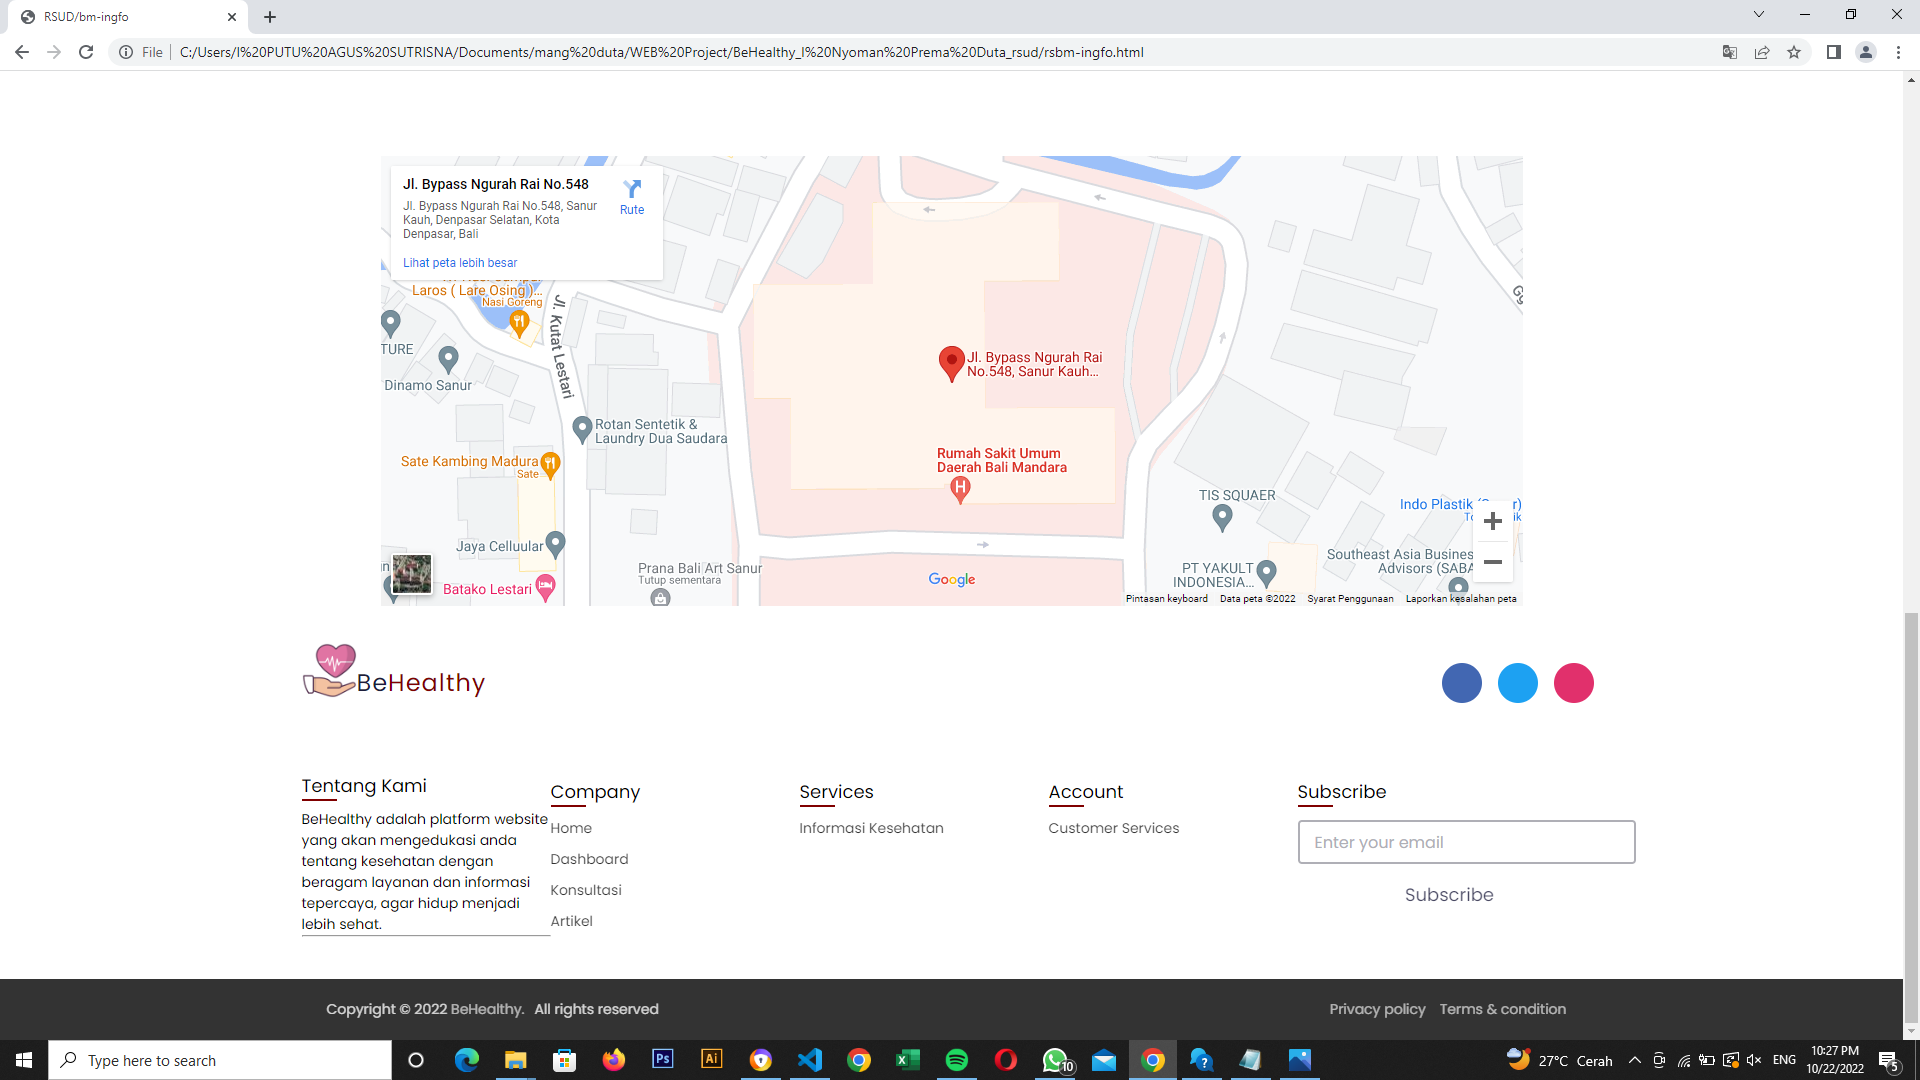 RSUD/bm-ingfo
File
C:/Users/I%20PUTU%20AGUS%20SUTRISNA/Documents/mang%20duta/WEB%20Project/BeHealthy_I%20Nyoman%20Prema%20Duta_rsud/rsbm-ingfo.html
Jl. Bypass Ngurah Rai No.548
Jl. Bypass Ngurah Rai No.548, Sanur
Kauh, Denpasar Selatan, Kota
Denpasar, Bali
Rute
Lihat peta lebih besar
Laros ( Lare Osing )...
Nasi Goreng
Jl. Kutat Lestari
TURE
Dinamo Sanur
Jl. Bypass Ngurah Rai
No.548, Sanur Kauh...
Rotan Sentetik &
Laundry Dua Saudara
Sate Kambing Madura
Sate
Rumah Sakit Umum
Daerah Bali Mandara
H
TIS SQUAER
Indo Plastik
Jaya Celluular
Prana Bali Art Sanur
Tutup sementara
Batako Lestari
Google
PT YAKULT
INDONESIA...
Southeast Asia Busines
Advisors (SABA
Pintasan keyboard
Data peta ©2022
Syarat Penggunaan
Laporkan kesalahan peta
BeHealthy
Tentang Kami
BeHealthy adalah platform website
yang akan mengedukasi anda
tentang kesehatan dengan
beragam layanan dan informasi
tepercaya, agar hidup menjadi
lebih sehat.
Company
Home
Dashboard
Konsultasi
Artikel
Services
Informasi Kesehatan
Account
Customer Services
Subscribe
Enter your email
Subscribe
Copyright © 2022 BeHealthy. All rights reserved
Privacy policy
Terms & condition
Type here to search
Ps
Ai
10
27°C Cerah
ENG
10:27 PM
10/22/2022
5